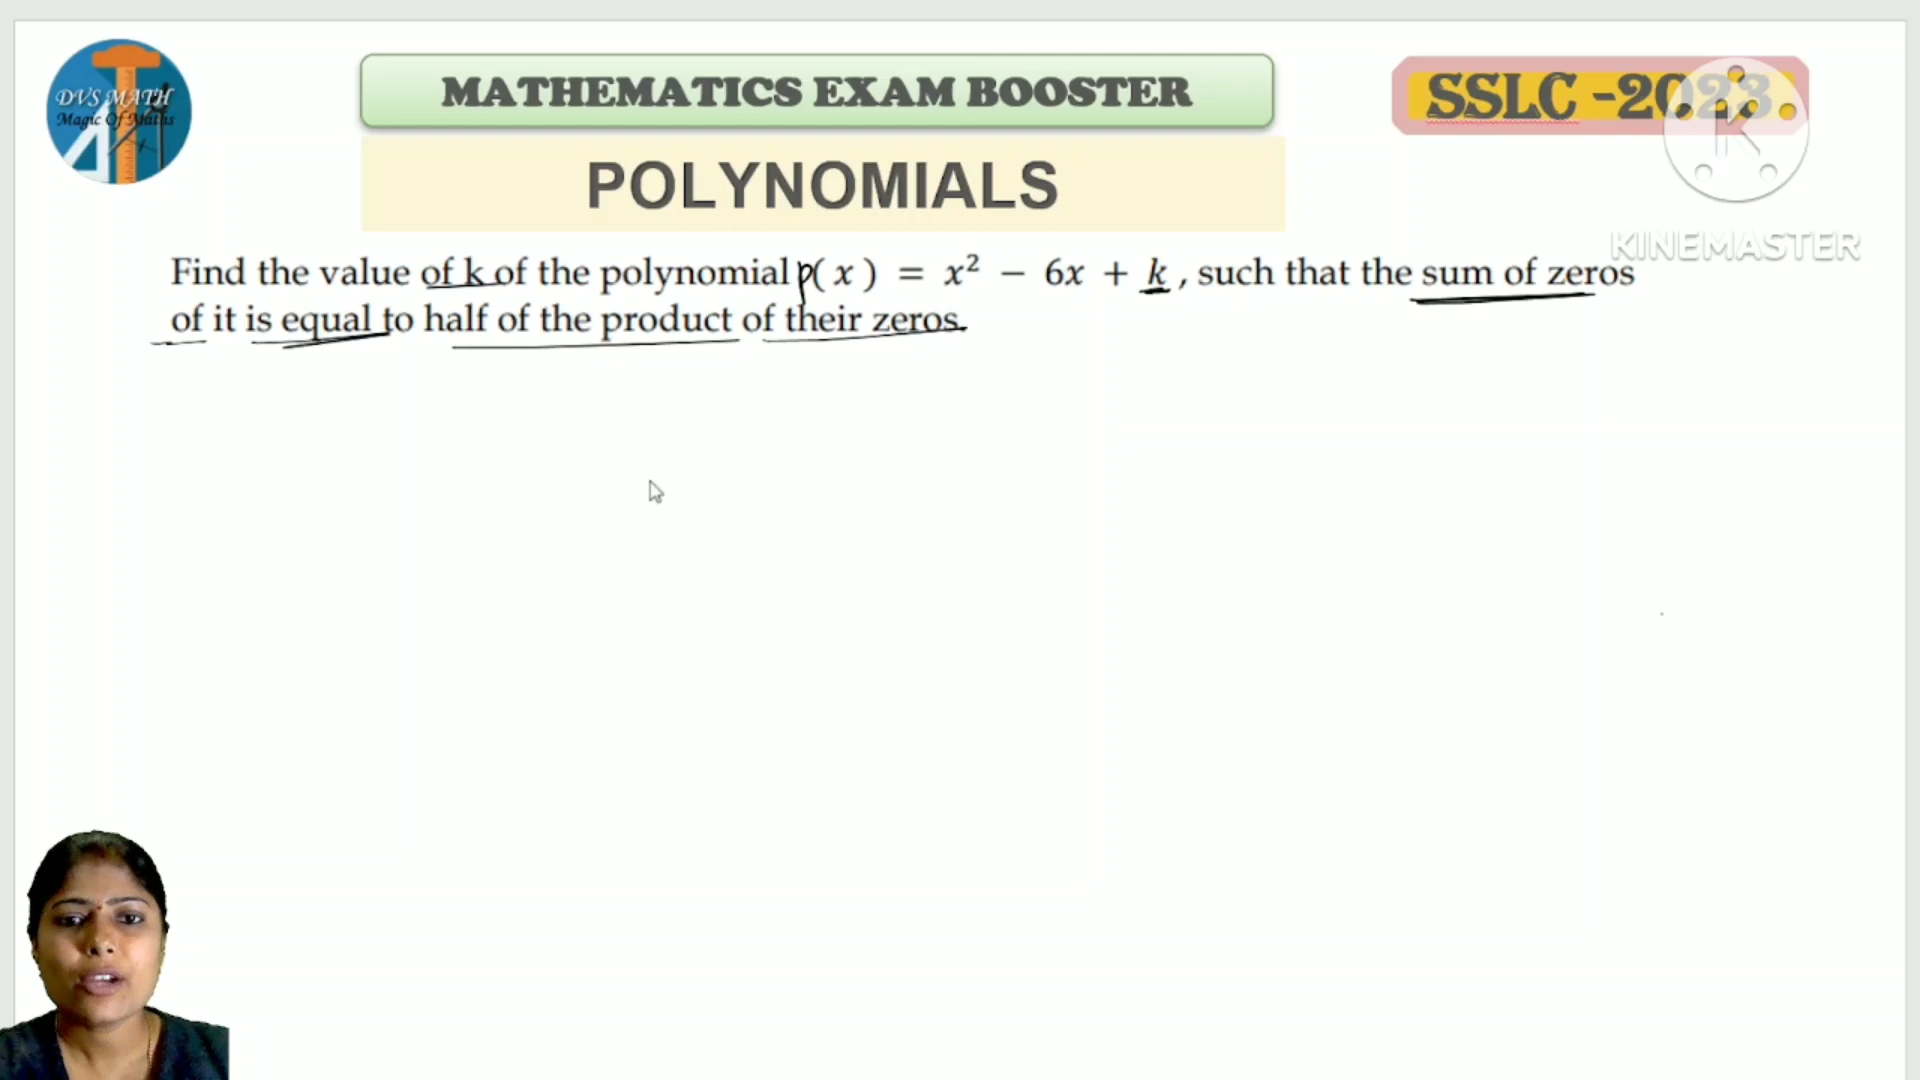 DVS MATH
Magic Of Maths
MATHEMATICS EXAM BOOSTER
SSLC -2023
K
KINEMASTER
POLYNOMIALS
Find the value of k of the polynomial p( x ) = x² − 6x + k , such that the sum of zeros
of it is equal to half of the product of their zeros.